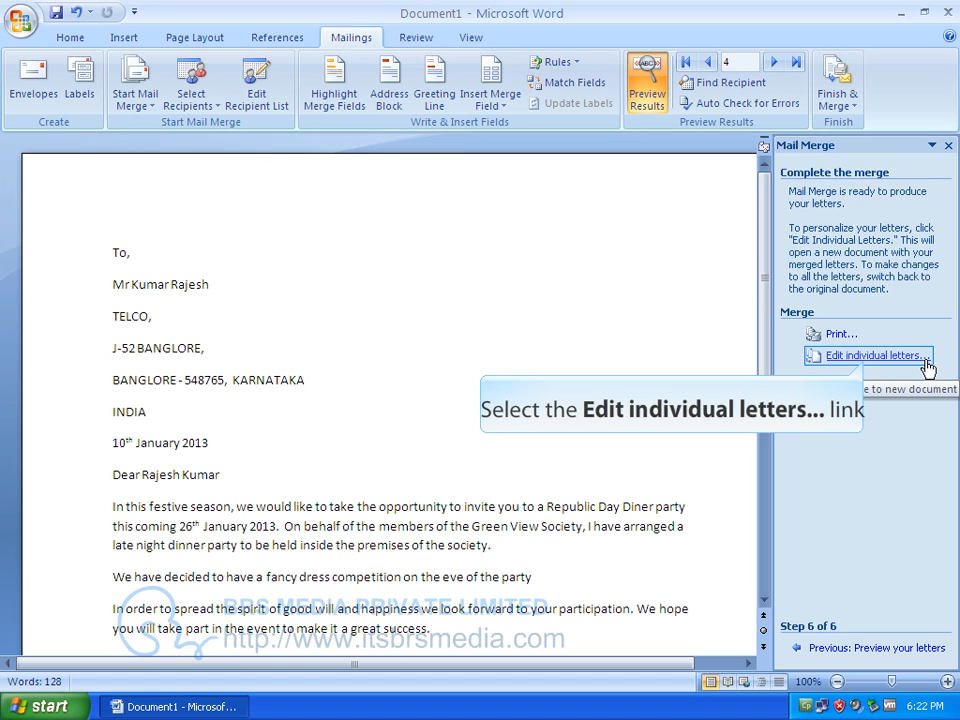 Document1 - Microsoft Word
Home Insert Page Layout References Mailings Review View
Envelopes Labels
Create
Start Mail Merge Select Recipients Edit Recipient List
Start Mail Merge
Highlight Merge Fields Address Block Greeting Line Insert Merge Field
Rules
Match Fields
Update Labels
Write & Insert Fields
ABC
Preview Results
4
Find Recipient
Auto Check for Errors
Preview Results
Finish & Merge
Finish
To,
Mr Kumar Rajesh
TELCO,
J-52 BANGLORE,
BANGLORE - 548765, KARNATAKA
INDIA
10th January 2013
Dear Rajesh Kumar
In this festive season, we would like to take the opportunity to invite you to a Republic Day Diner party
this coming 26th January 2013. On behalf of the members of the Green View Society, I have arranged a
late night dinner party to be held inside the premises of the society.
We have decided to have a fancy dress competition on the eve of the party
In order to spread the spirit of good will and happiness we look forward to your participation. We hope
you will take part in the event to make it a great success.
BRS MEDIA PRIVATE LIMITED
http://www.itsbrsmedia.com
Mail Merge
Complete the merge
Mail Merge is ready to produce
your letters.
To personalize your letters, click
"Edit Individual Letters." This will
open a new document with your
merged letters. To make changes
to all the letters, switch back to
the original document.
Merge
Print...
Edit individual letters...
e to new document
Select the Edit individual letters... link
Step 6 of 6
Previous: Preview your letters
Words: 128
100%
start
Document1 - Microsof...
6:22 PM